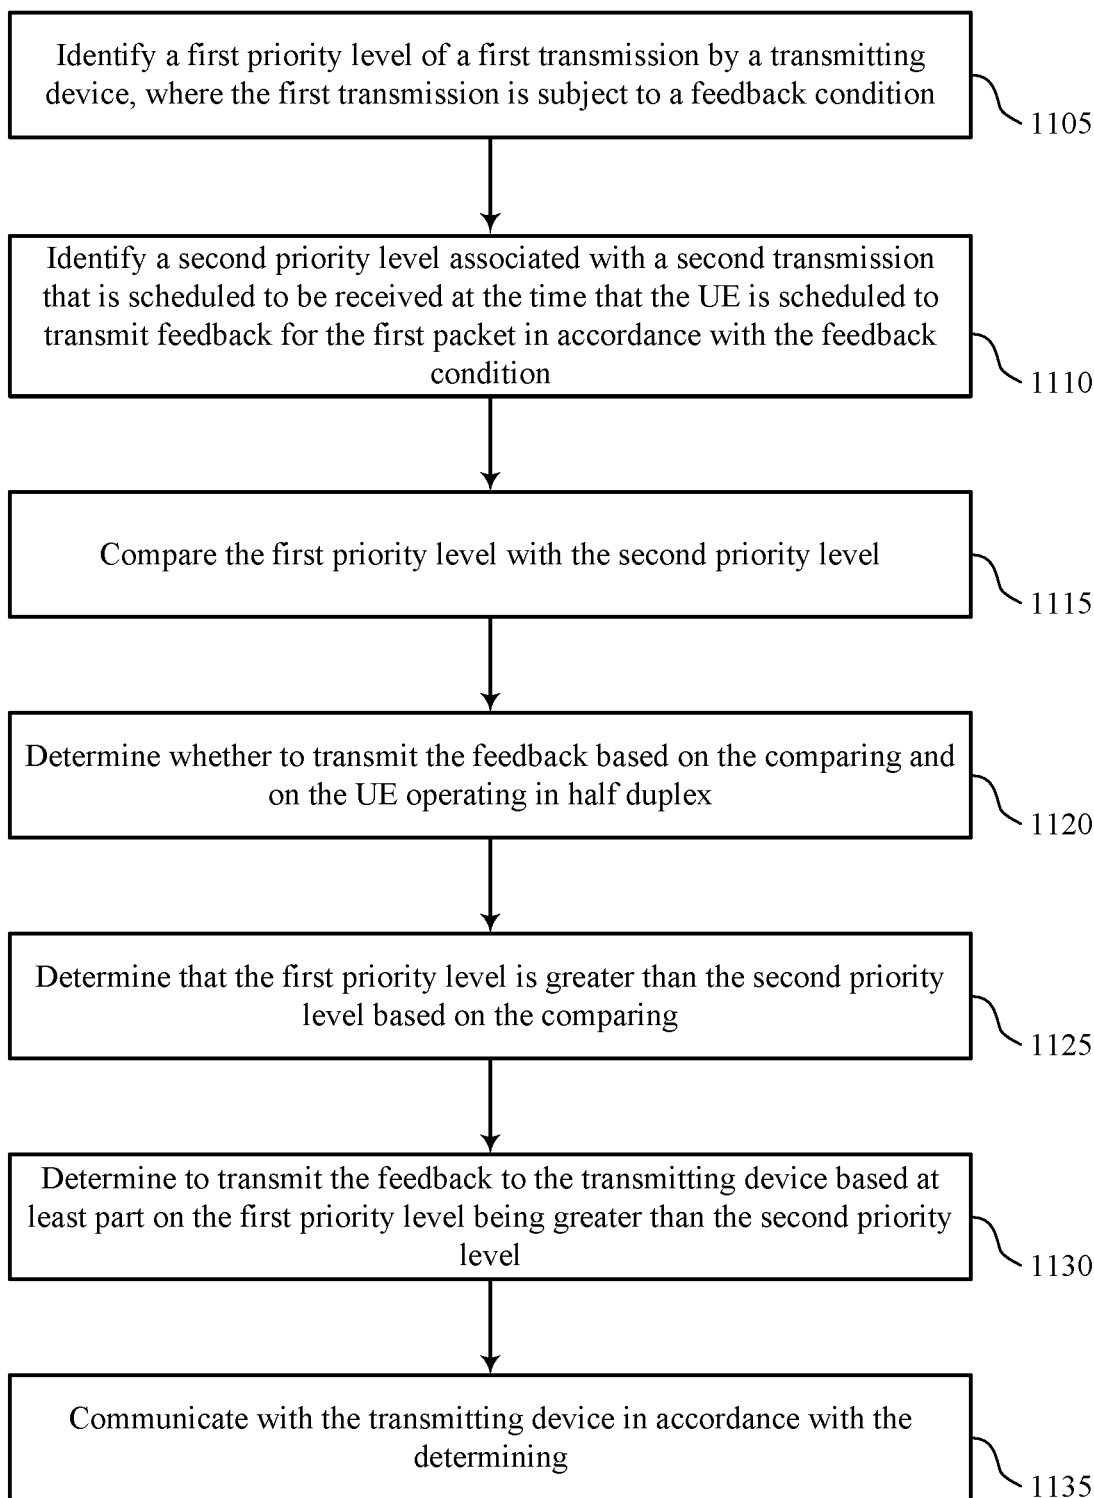 Identify a first priority level of a first transmission by a transmitting
device, where the first transmission is subject to a feedback condition
1105
Identify a second priority level associated with a second transmission
that is scheduled to be received at the time that the UE is scheduled to
transmit feedback for the first packet in accordance with the feedback
condition
1110
Compare the first priority level with the second priority level
1115
Determine whether to transmit the feedback based on the comparing and
on the UE operating in half duplex
1120
Determine that the first priority level is greater than the second priority
level based on the comparing
1125
Determine to transmit the feedback to the transmitting device based at
least part on the first priority level being greater than the second priority
level
1130
Communicate with the transmitting device in accordance with the
determining
1135